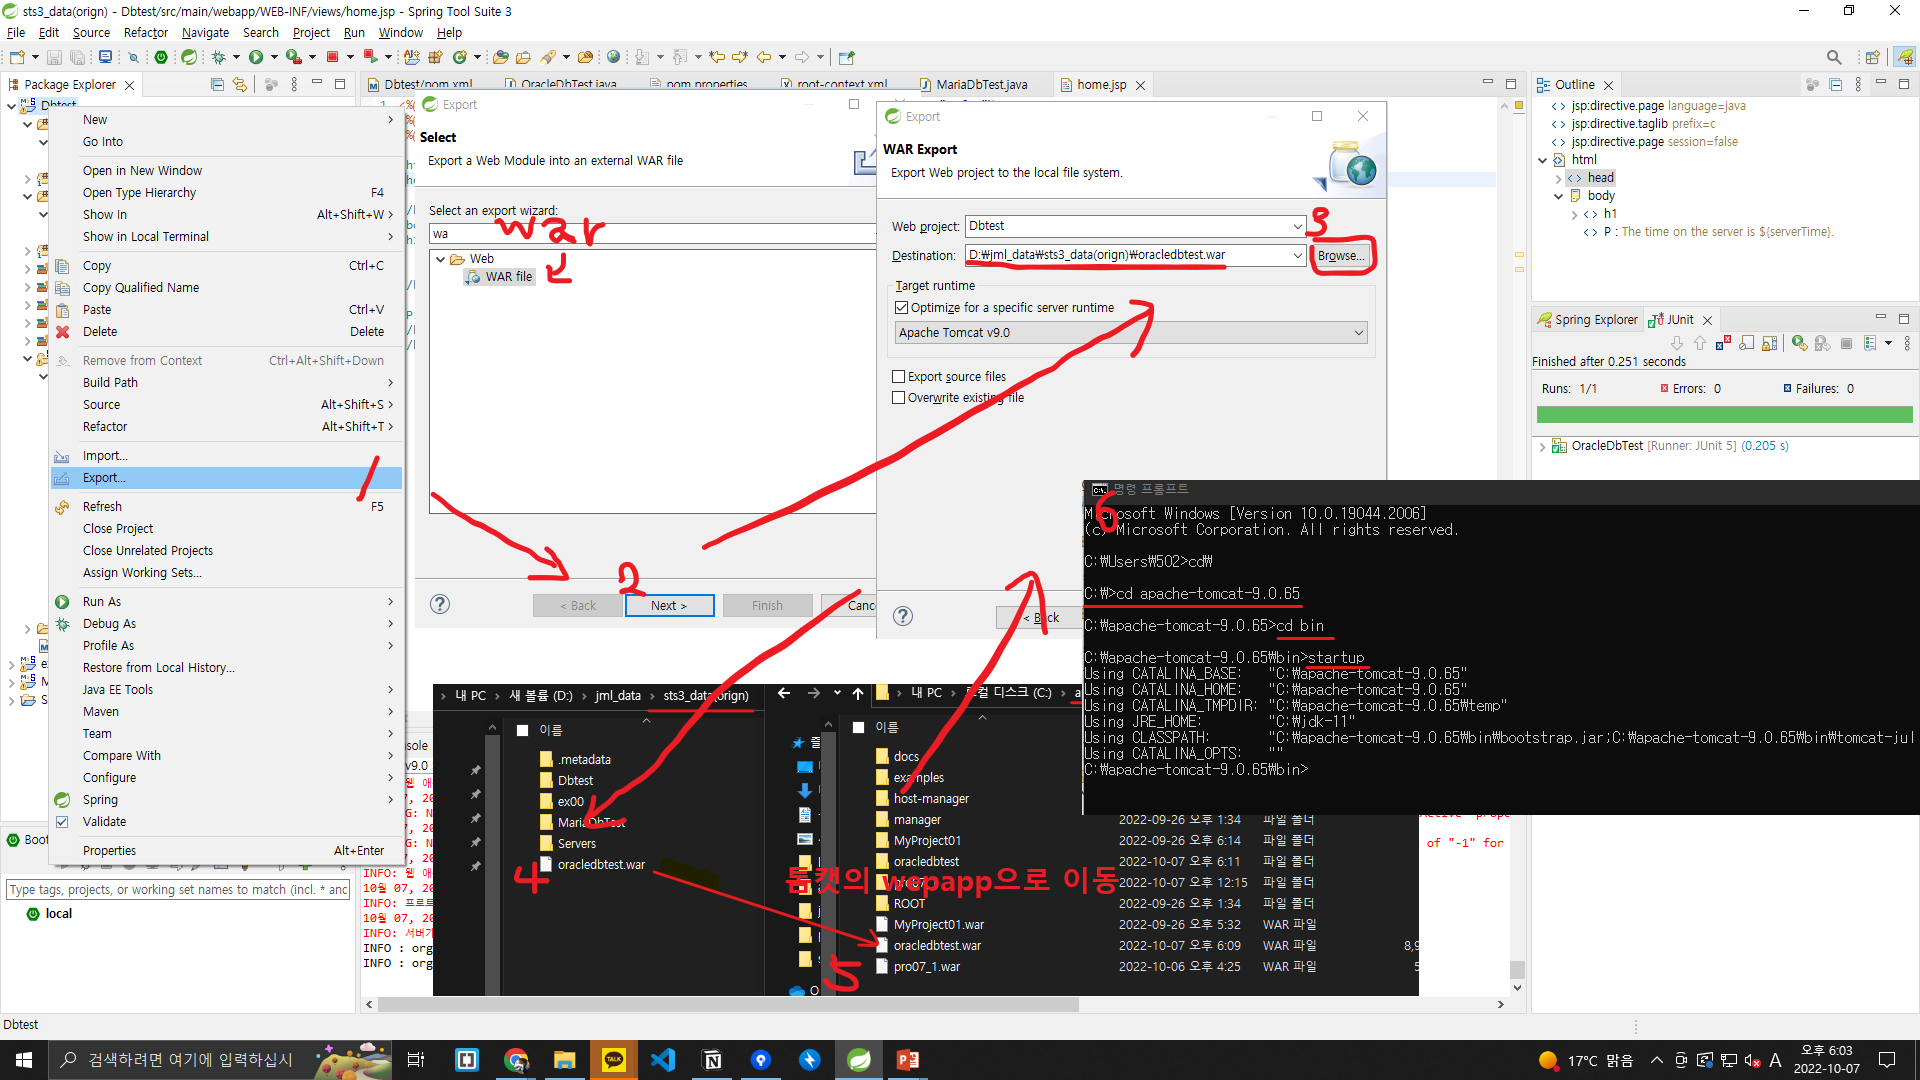 sts3_data(orign) - Dbtest/src/main/webapp/WEB-INF/views/home.jsp - Spring Tool Suite 3
File Edit Source Refactor Navigate Search Project Run Window Help
Package Explorer
Dbtest
Dbtest/pom.xml OracleDbTest.java pom.properties root-context.xml MariaDbTest.java home.jsp
New
Go Into
Open in New Window
Open Type Hierarchy F4
Show In Alt+Shift+W
Show in Local Terminal
Copy Ctrl+C
Copy Qualified Name
Paste Ctrl+V
Delete Delete
Remove from Context Ctrl+Alt+Shift+Down
Build Path
Source Alt+Shift+S
Refactor Alt+Shift+T
Import...
Export...
1
Refresh F5
Close Project
Close Unrelated Projects
Assign Working Sets...
Run As
Debug As
Profile As
Restore from Local History...
Java EE Tools
Maven
Team
Compare With
Configure
Spring
Validate
Properties Alt+Enter
Export
Select
Export a Web Module into an external WAR file
Select an export wizard:
wa
war
Web
WAR file
2
< Back Next > Finish Canc
Export
WAR Export
Export Web project to the local file system.
Web project: Dbtest
3
Destination: D:₩jml_data₩sts3_data(orign)₩oracledbtest.war Browse...
Target runtime
Optimize for a specific server runtime
Apache Tomcat v9.0
Export source files
Overwrite existing file
< Back
Outline
jsp:directive.page language=java
jsp:directive.taglib prefix=c
jsp:directive.page session=false
html
head
body
h1
P : The time on the server is ${serverTime}.
Spring Explorer JUnit
Finished after 0.251 seconds
Runs: 1/1 Errors: 0 Failures: 0
OracleDbTest [Runner: JUnit 5] (0.205 s)
6
명령 프롬프트
Microsoft Windows [Version 10.0.19044.2006]
(c) Microsoft Corporation. All rights reserved.
C:₩Users₩502>cd₩
C:₩>cd apache-tomcat-9.0.65
C:₩apache-tomcat-9.0.65>cd bin
C:₩apache-tomcat-9.0.65₩bin>startup
Using CATALINA_BASE: "C:₩apache-tomcat-9.0.65"
Using CATALINA_HOME: "C:₩apache-tomcat-9.0.65"
Using CATALINA_TMPDIR: "C:₩apache-tomcat-9.0.65₩temp"
Using JRE_HOME: "C:₩jdk-11"
Using CLASSPATH: "C:₩apache-tomcat-9.0.65₩bin₩bootstrap.jar;C:₩apache-tomcat-9.0.65₩bin₩tomcat-jul
Using CATALINA_OPTS: ""
C:₩apache-tomcat-9.0.65₩bin>
내 PC > 새 볼륨 (D:) > jml_data > sts3_data(orign)
이름
.metadata
Dbtest
ex00
MariaDbTest
Servers
oracledbtest.war
4
내 PC > 로컬 디스크 (C:) > a
이름
docs
examples
host-manager
manager 2022-09-26 오후 1:34 파일 폴더
MyProject01 2022-09-26 오후 6:14 파일 폴더
oracledbtest 2022-10-07 오후 6:11 파일 폴더
2022-10-07 오후 12:15 파일 폴더
톰캣의 wepapp으로 이동
ROOT 2022-09-26 오후 1:34 파일 폴더
MyProject01.war 2022-09-26 오후 5:32 WAR 파일
oracledbtest.war 2022-10-07 오후 6:09 WAR 파일 8,9
pro07_1.war 2022-10-06 오후 4:25 WAR 파일 5
5
of "-1" for
Boot
Type tags, projects, or working set names to match (incl. * anc
local
INFO: 웹 애
10월 07, 20
INFO: 프로토
10월 07, 20
INFO: 서버가
INFO : org
INFO : org
Dbtest
검색하려면 여기에 입력하십시
TALK
17°C 맑음
A
오후 6:03
2022-10-07